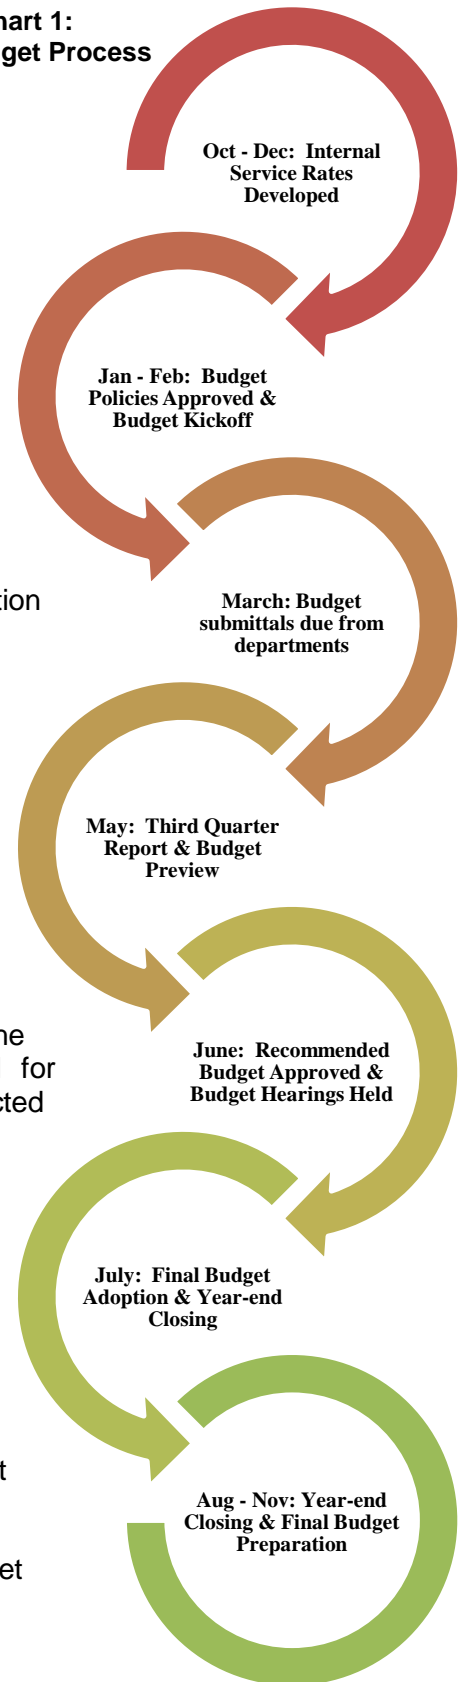 hart 1:
get Process
Oct - Dec: Internal
Service Rates
Developed
Jan - Feb: Budget
Policies Approved &
Budget Kickoff
tion
March: Budget
submittals due from
departments
May: Third Quarter
Report & Budget
Preview
ne
for
cted
June: Recommended
Budget Approved &
Budget Hearings Held
July: Final Budget
Adoption & Year-end
Closing
t
Aug - Nov: Year-end
Closing & Final Budget
Preparation
et